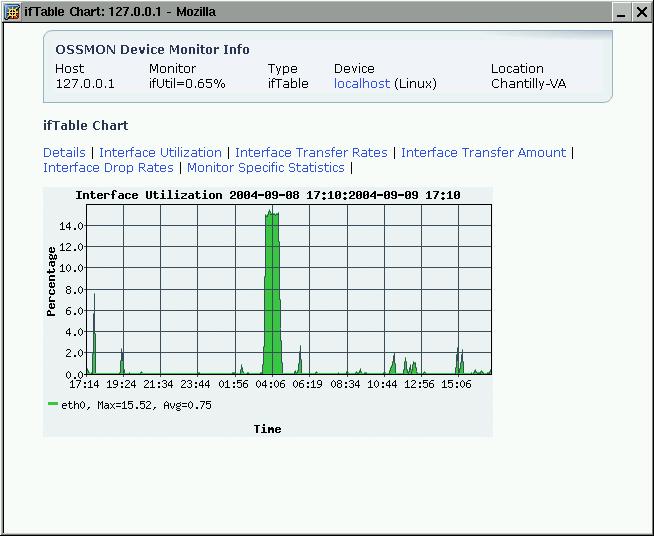 ifTable Chart: 127.0.0.1 - Mozilla
OSSMON Device Monitor Info
Host Monitor Type Device Location
127.0.0.1 ifUtil=0.65% ifTable localhost (Linux) Chantilly-VA
ifTable Chart
Details | Interface Utilization | Interface Transfer Rates | Interface Transfer Amount |
Interface Drop Rates | Monitor Specific Statistics |
Interface Utilization 2004-09-08 17:10:2004-09-09 17:10
Percentage
14.0
12.0
10.0
8.0
6.0
4.0
2.0
0.0
17:14 19:24 21:34 23:44 01:56 04:06 06:19 08:34 10:44 12:56 15:06
eth0, Max=15.52, Avg=0.75
Time